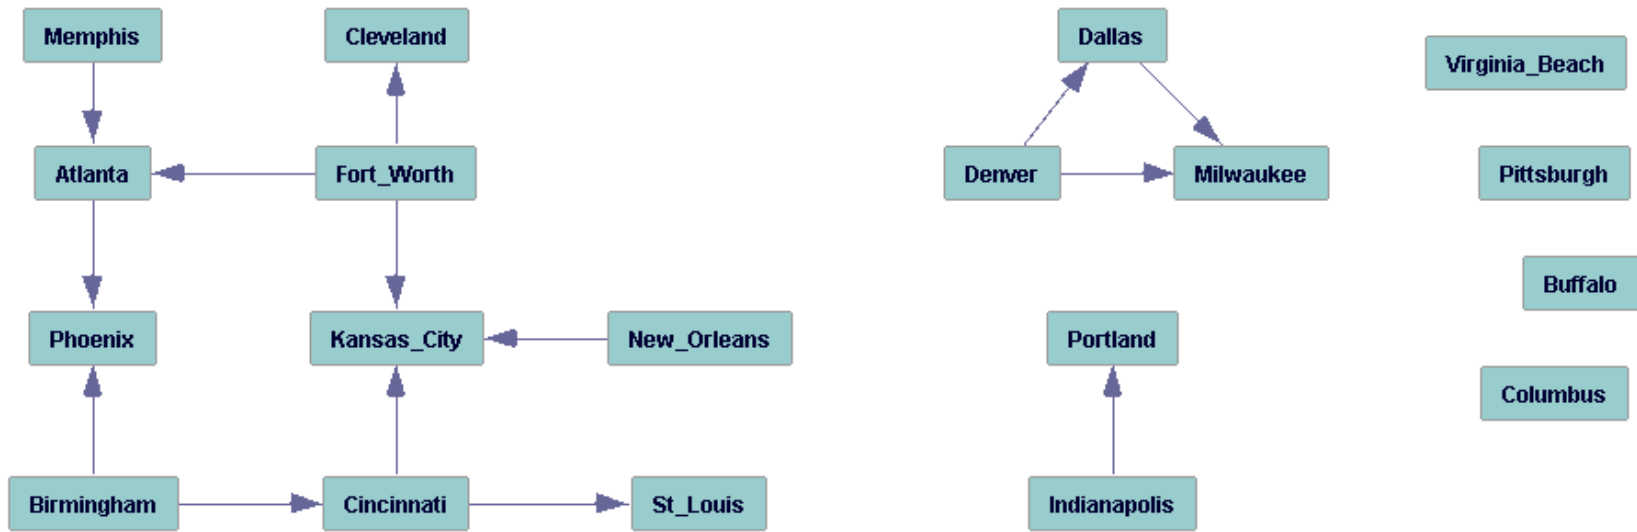 Memphis
Cleveland
Dallas
Virginia_Beach
Atlanta
Fort_Worth
Denver
Milwaukee
Pittsburgh
Buffalo
Phoenix
Kansas_City
New_Orleans
Portland
Columbus
Birmingham
Cincinnati
St_Louis
Indianapolis